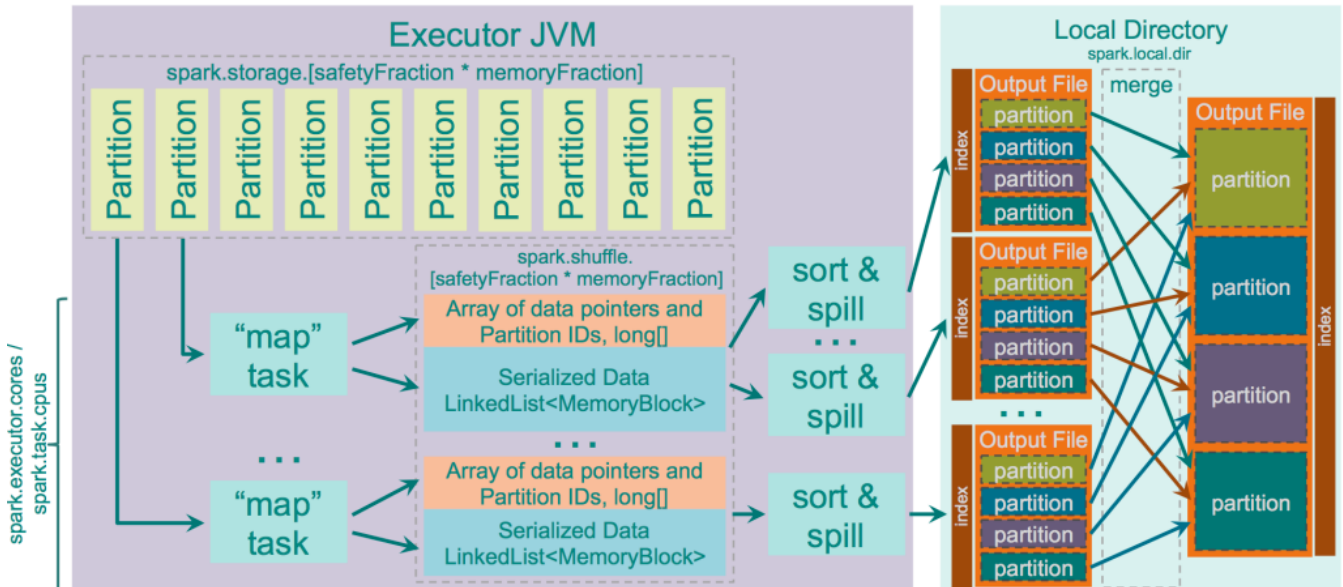 Executor JVM
spark.storage.[safetyFraction * memoryFraction]
Partition
Partition
Partition
Partition
Partition
Partition
Partition
Partition
Partition
Partition
spark.executor.cores /
spark.task.cpus
"map"
task
...
"map"
task
spark.shuffle.
[safetyFraction * memoryFraction]
Array of data pointers and
Partition IDs, long[]
Serialized Data
LinkedList<MemoryBlock>
...
Array of data pointers and
Partition IDs, long[]
Serialized Data
LinkedList<MemoryBlock>
sort &
spill
...
sort &
spill
sort &
spill
Local Directory
spark.local.dir
index
Output File
partition
partition
partition
partition
index
Output File
partition
partition
partition
partition
...
index
Output File
partition
partition
partition
partition
merge
Output File
partition
partition
partition
partition
index